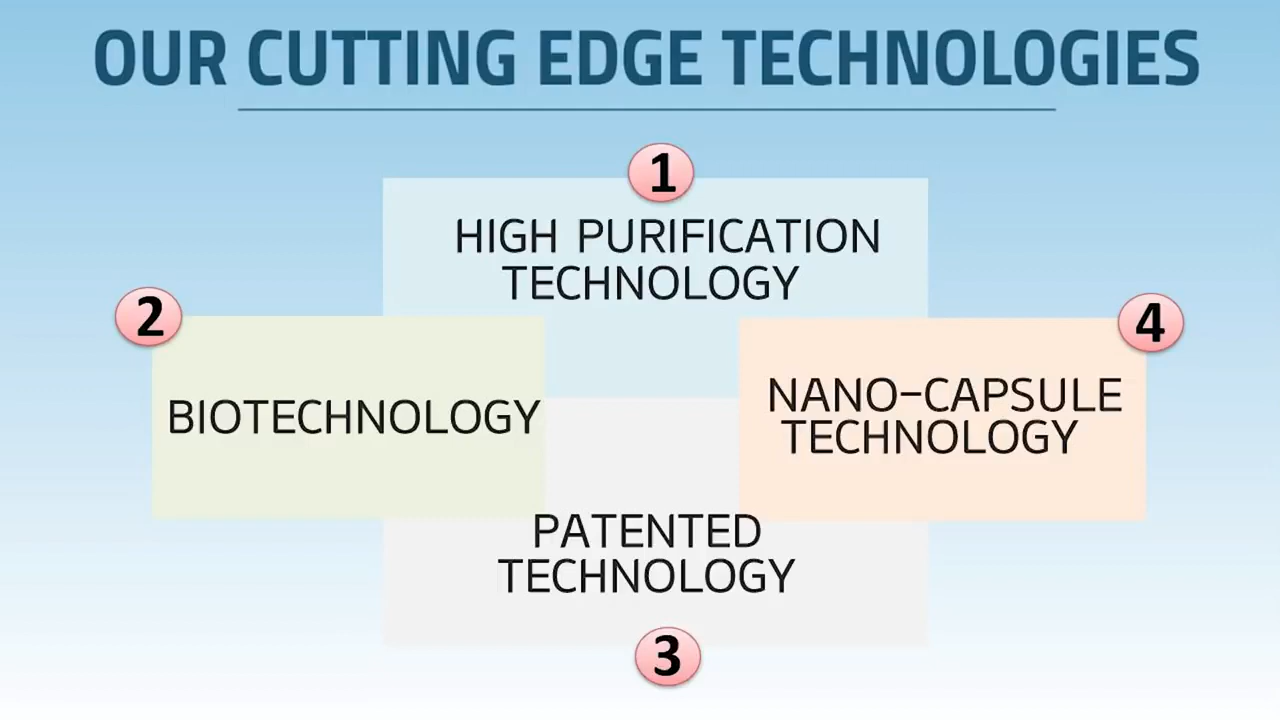 OUR CUTTING EDGE TECHNOLOGIES
1
HIGH PURIFICATION
TECHNOLOGY
2
BIOTECHNOLOGY
4
NANO-CAPSULE
TECHNOLOGY
PATENTED
TECHNOLOGY
3